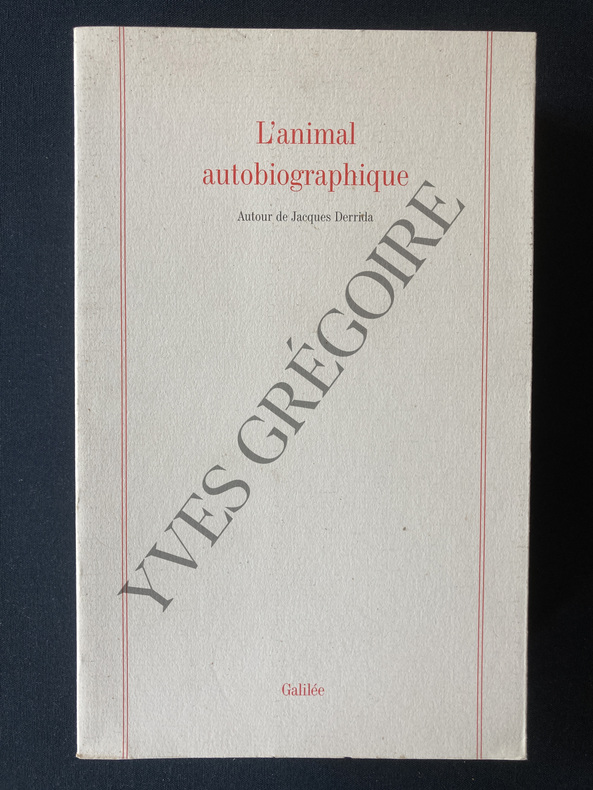 L'animal
autobiographique
Autour de Jacques Derrida
YVES GRÉGOIRE
Galilée